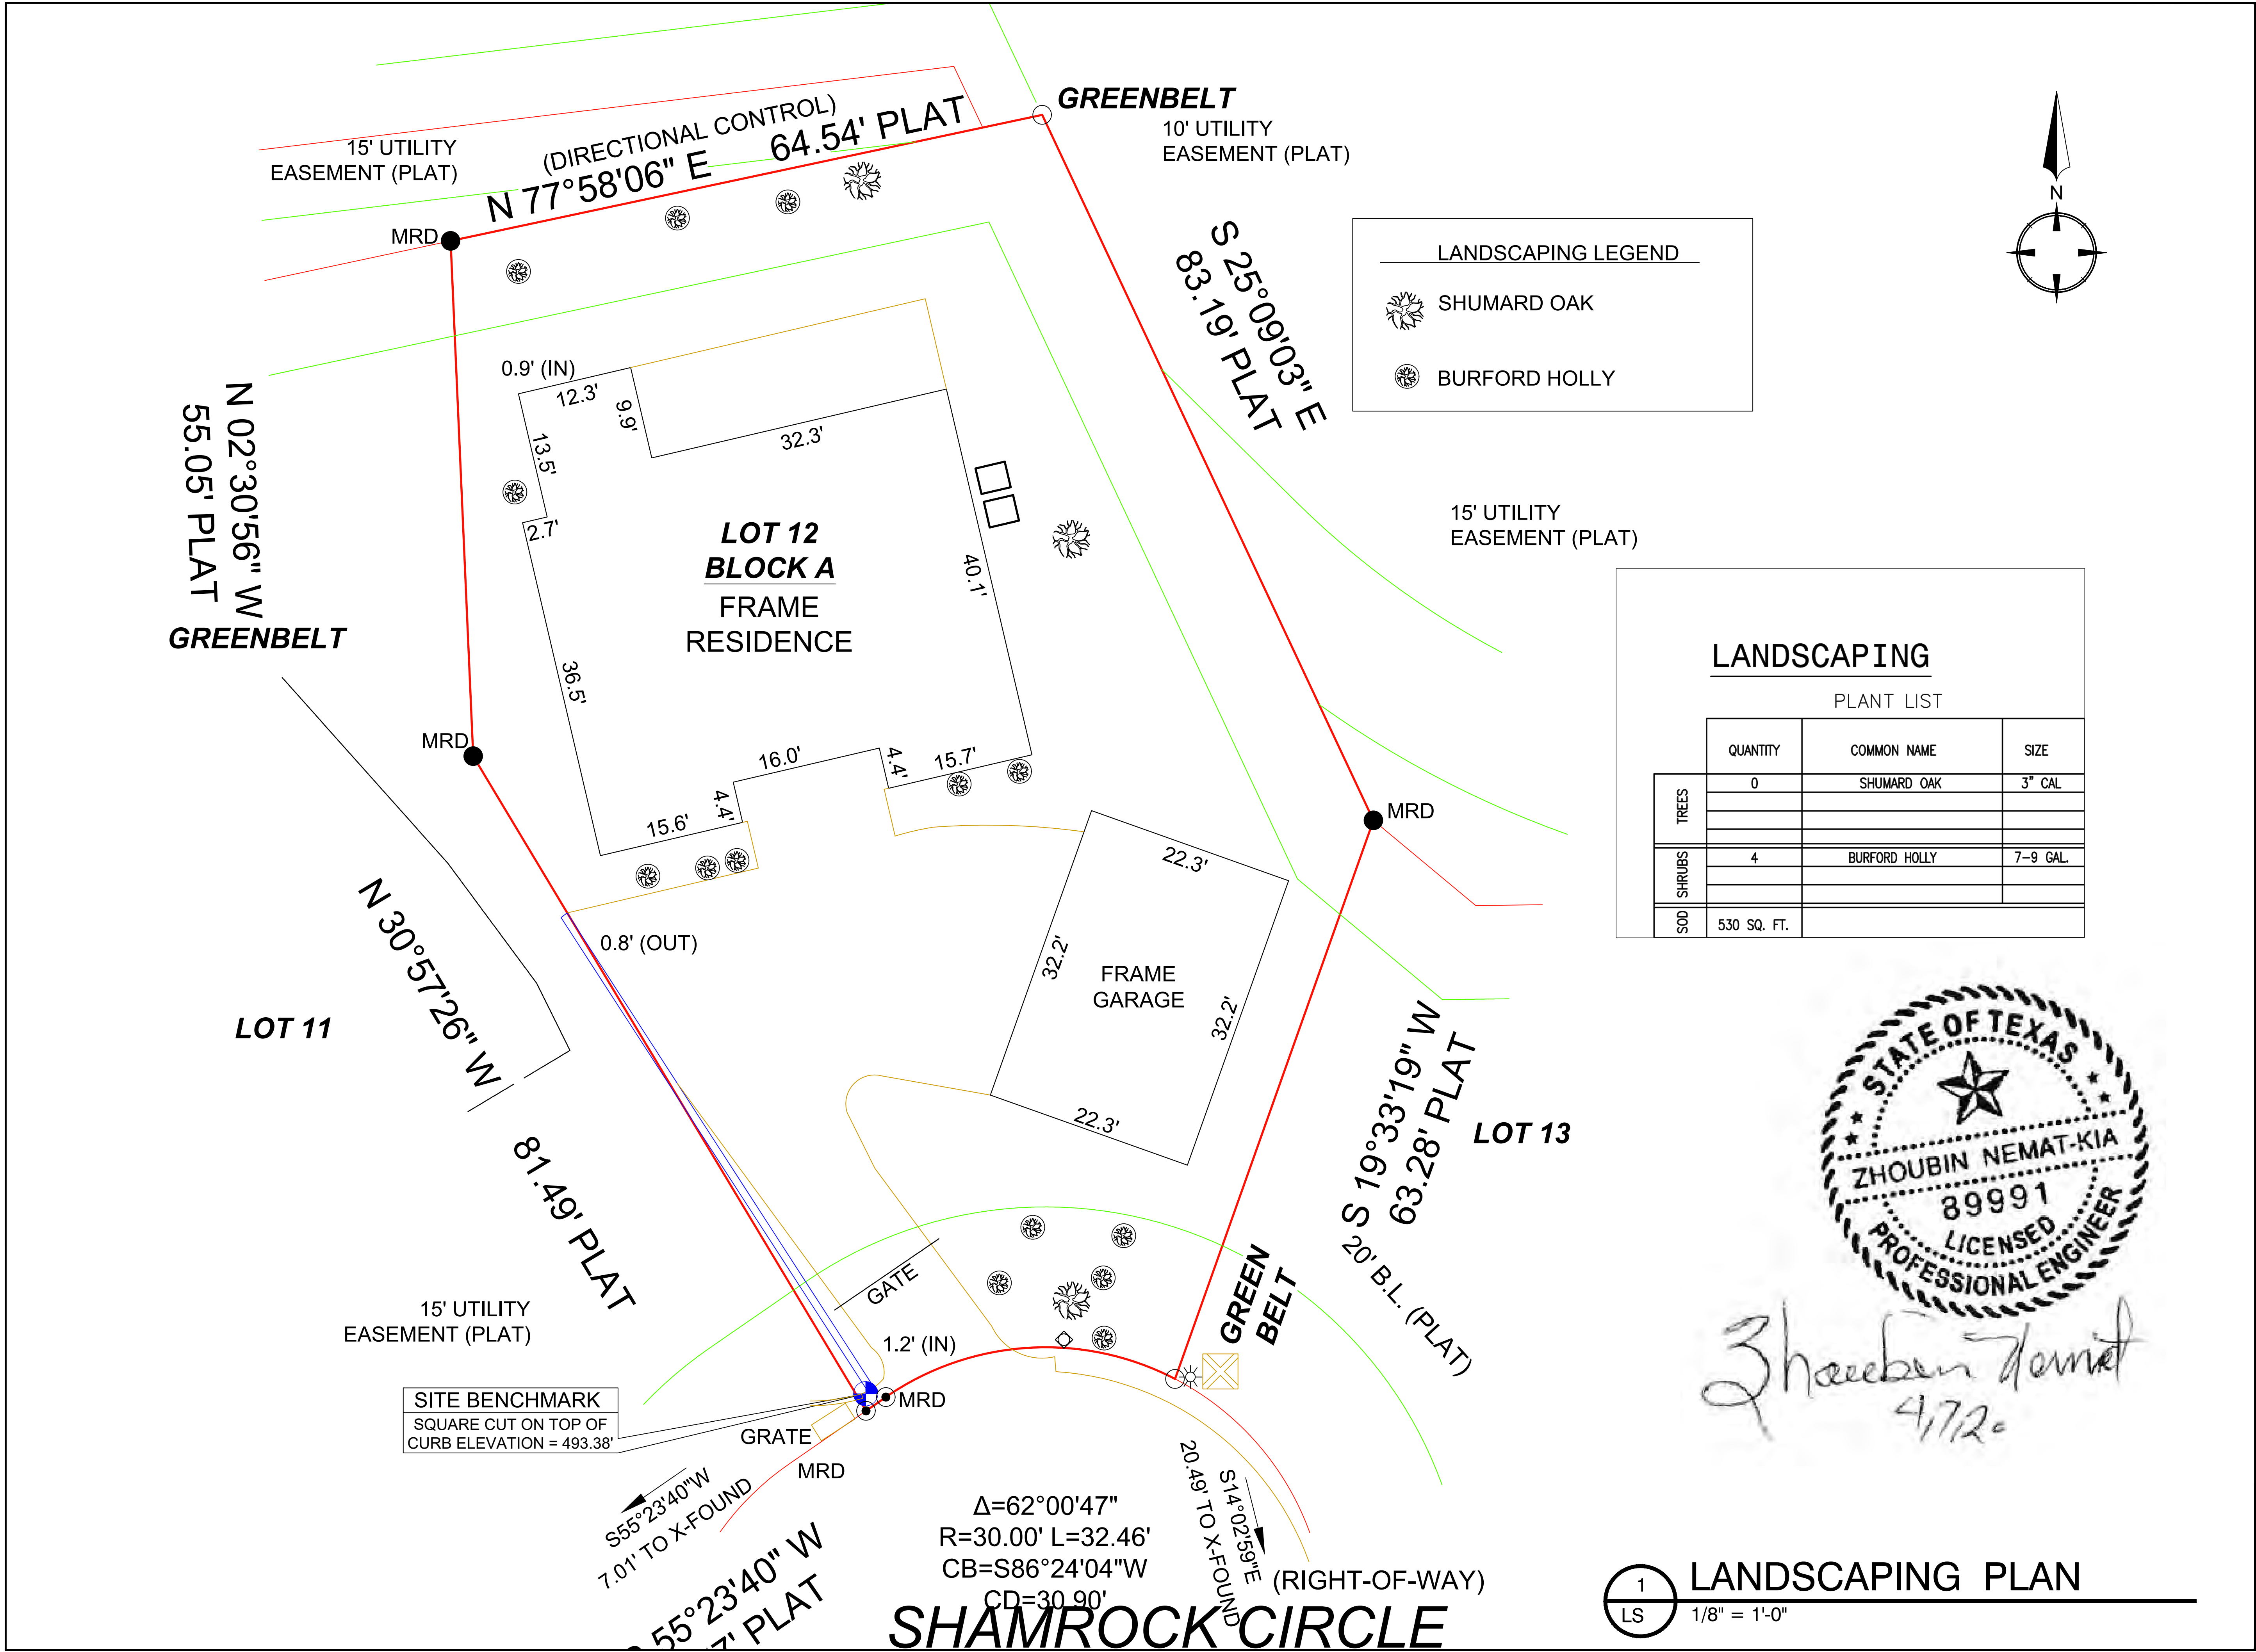 GREENBELT
10' UTILITY
EASEMENT (PLAT)
15' UTILITY
EASEMENT (PLAT)
(DIRECTIONAL CONTROL)
N 77°58'06" E 64.54' PLAT
MRD
N
S 25°09'03" E
83.19' PLAT
LANDSCAPING LEGEND
SHUMARD OAK
BURFORD HOLLY
0.9' (IN)
12.3'
9.9'
32.3'
13.5'
2.7'
40.1'
36.5'
N 02°30'56" W
55.05' PLAT
GREENBELT
LOT 12
BLOCK A
FRAME
RESIDENCE
15' UTILITY
EASEMENT (PLAT)
MRD
16.0'
4.4'
15.7'
4.4'
15.6'
MRD
LANDSCAPING
PLANT LIST
QUANTITY COMMON NAME SIZE
TREES
0 SHUMARD OAK 3" CAL
SHRUBS
4 BURFORD HOLLY 7-9 GAL.
SOD
530 SQ. FT.
22.3'
32.2'
FRAME
GARAGE
32.2'
22.3'
0.8' (OUT)
N 30°57'26" W
81.49' PLAT
LOT 11
S 19°33'19" W
63.28' PLAT
LOT 13
20' B.L. (PLAT)
GREEN
BELT
GATE
15' UTILITY
EASEMENT (PLAT)
1.2' (IN)
MRD
SITE BENCHMARK
SQUARE CUT ON TOP OF
CURB ELEVATION = 493.38'
GRATE
MRD
S55°23'40"W
7.01' TO X-FOUND
55°23'40" W
7' PLAT
Δ=62°00'47"
R=30.00' L=32.46'
CB=S86°24'04"W
CD=30.90'
S14°02'59"E
20.49' TO X-FOUND
(RIGHT-OF-WAY)
SHAMROCK CIRCLE
STATE OF TEXAS
ZHOUBIN NEMAT-KIA
89991
LICENSED
PROFESSIONAL ENGINEER
1
LS
LANDSCAPING PLAN
1/8" = 1'-0"